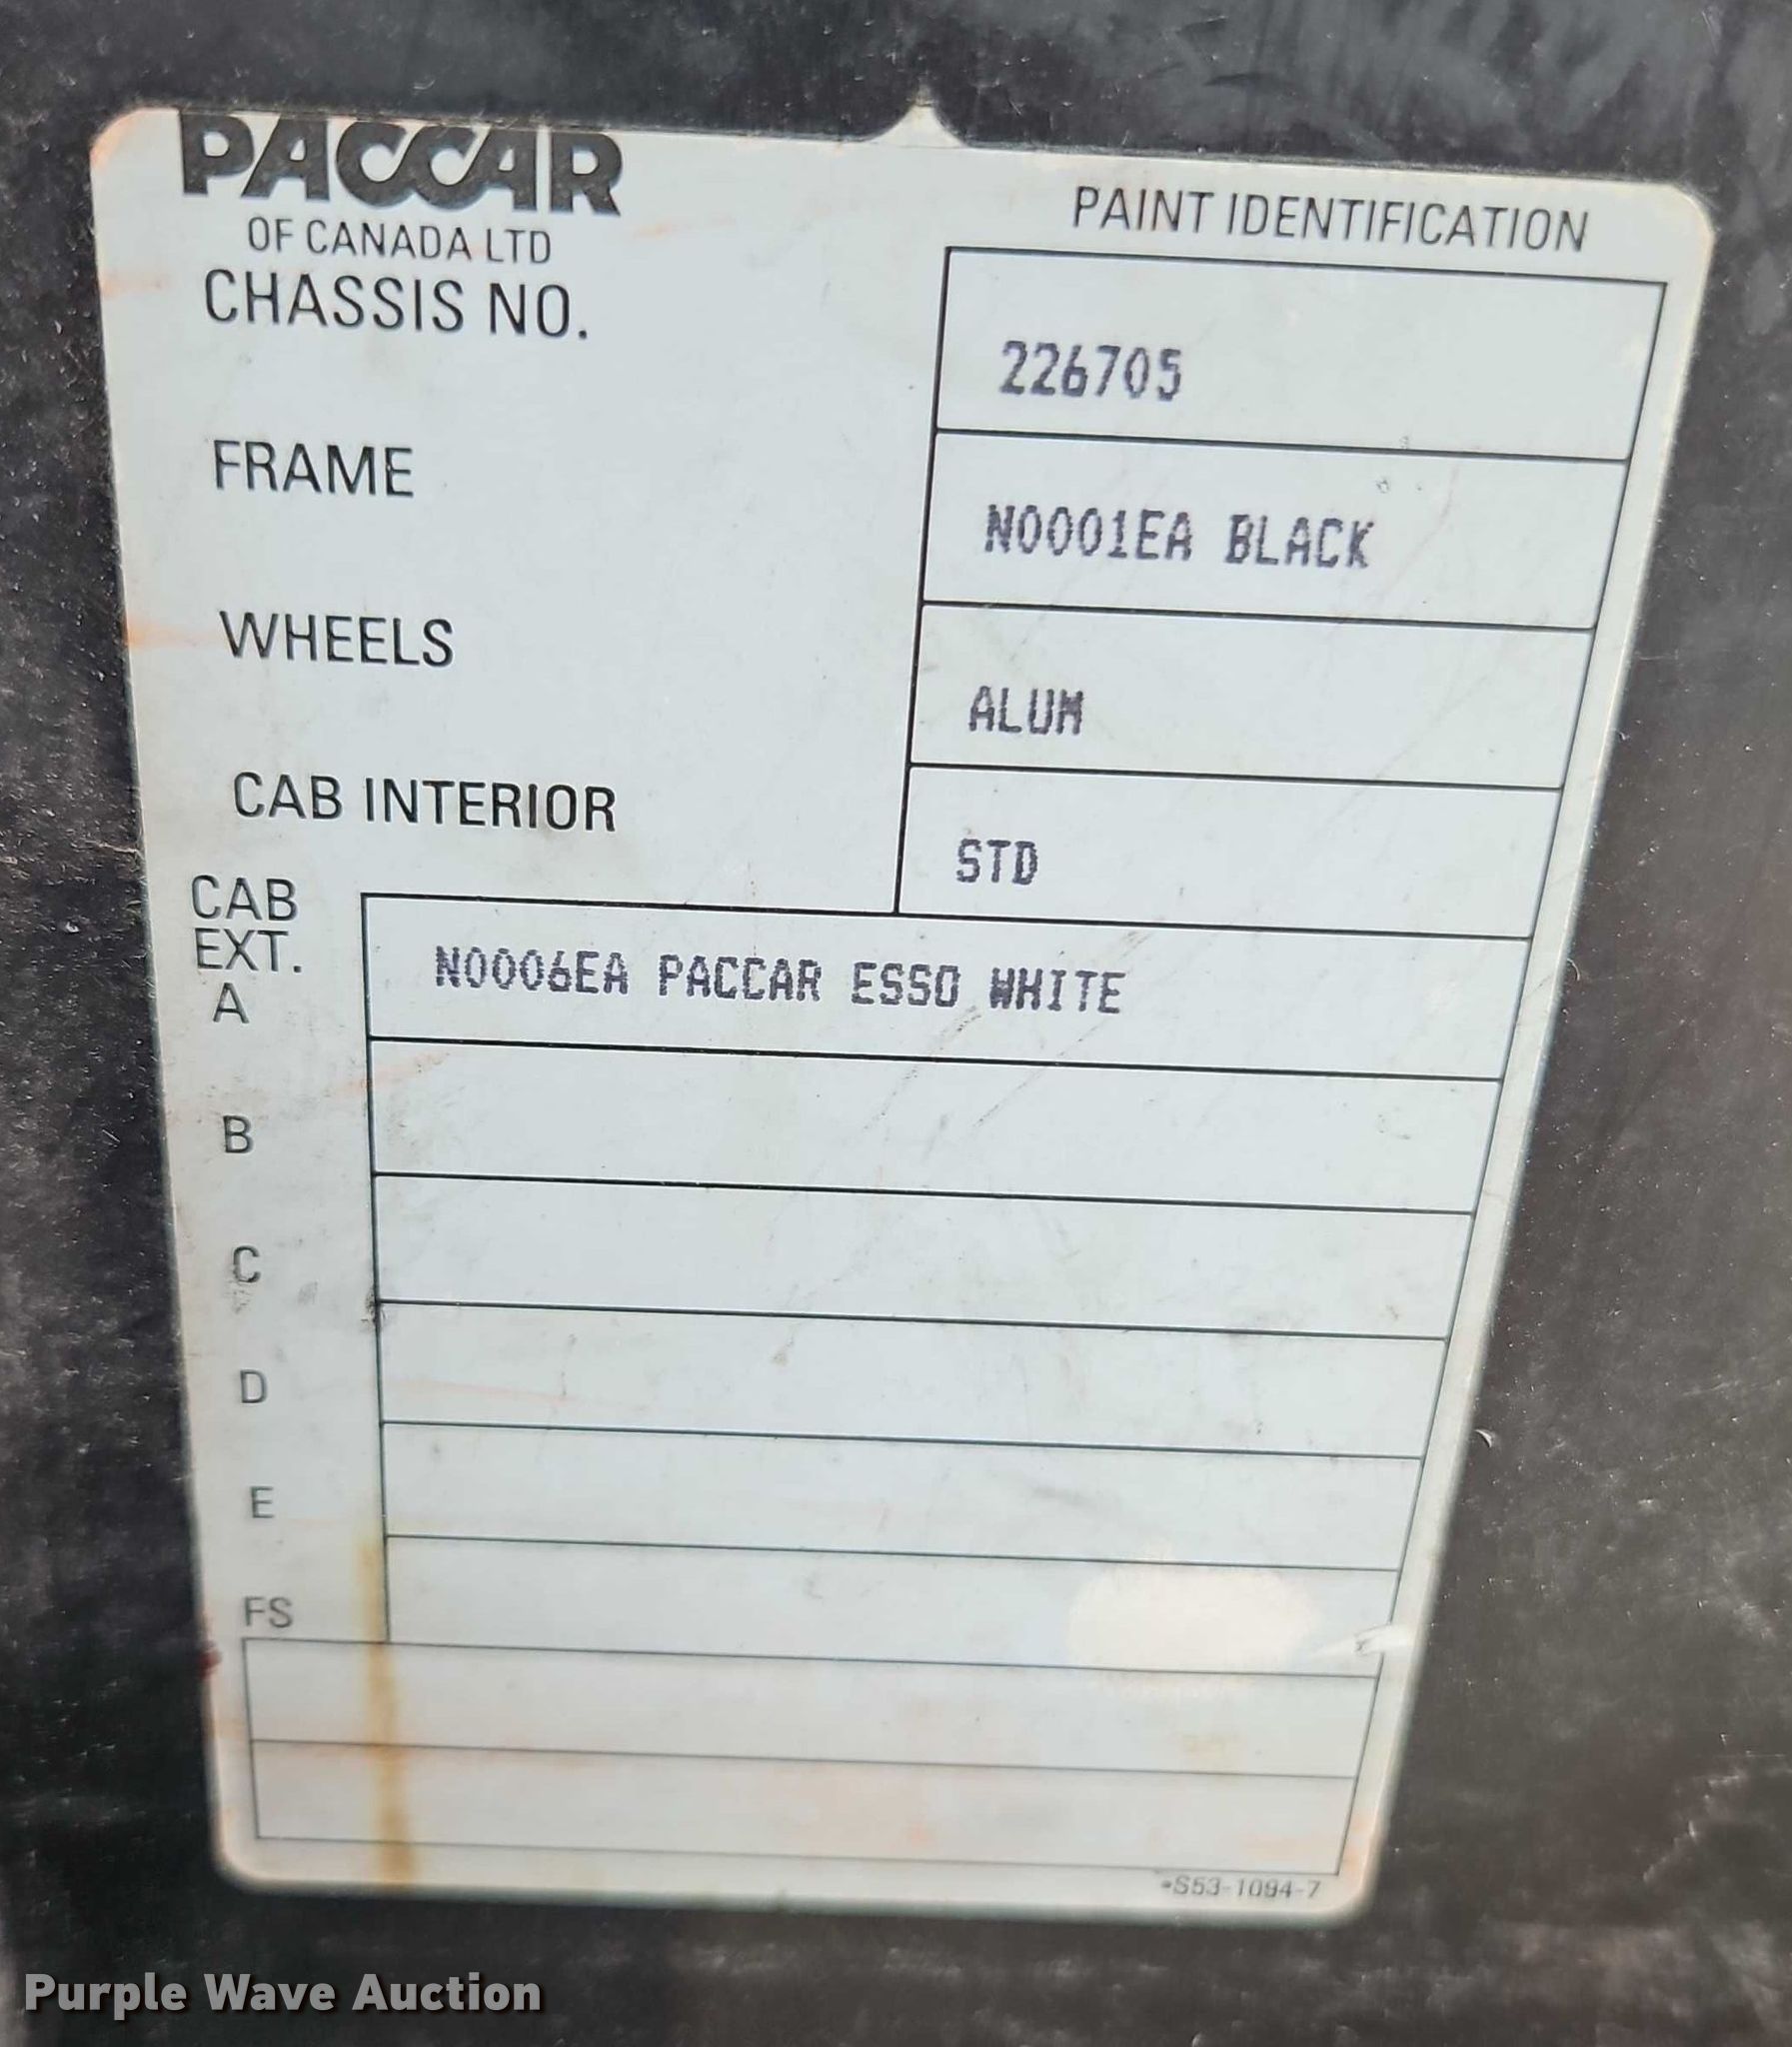 PACCAR
OF CANADA LTD
PAINT IDENTIFICATION
CHASSIS NO.
226705
FRAME
N0001EA BLACK
WHEELS
ALUM
CAB INTERIOR
STD
CAB
EXT.
A
N0006EA PACCAR ESSO WHITE
B
C
D
E
FS
•S53-1094-7
Purple Wave Auction